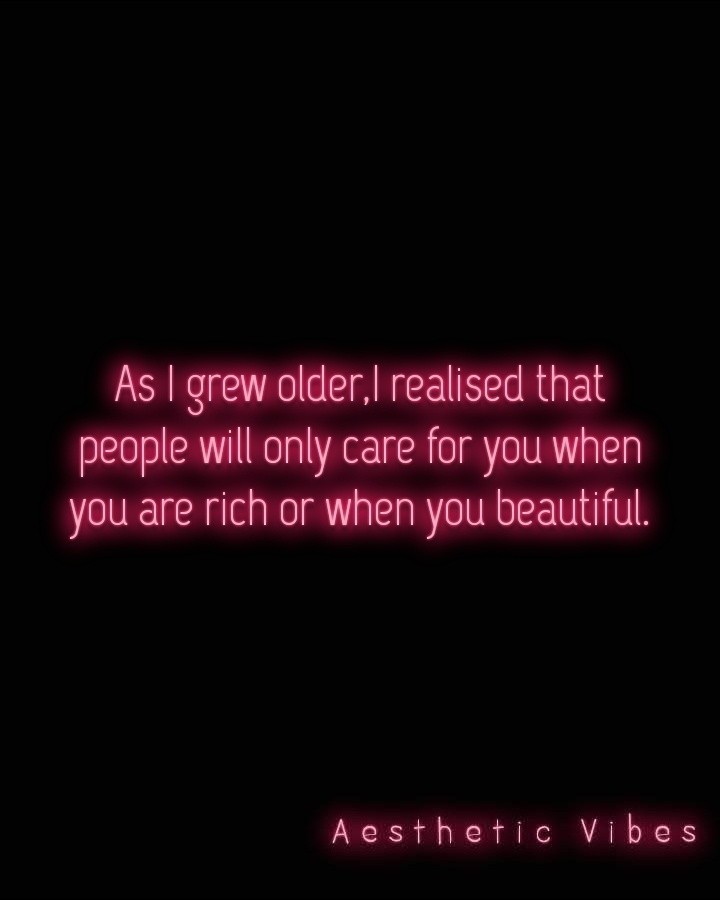 As I grew older,I realised that
people will only care for you when
you are rich or when you beautiful.
Aesthetic Vibes